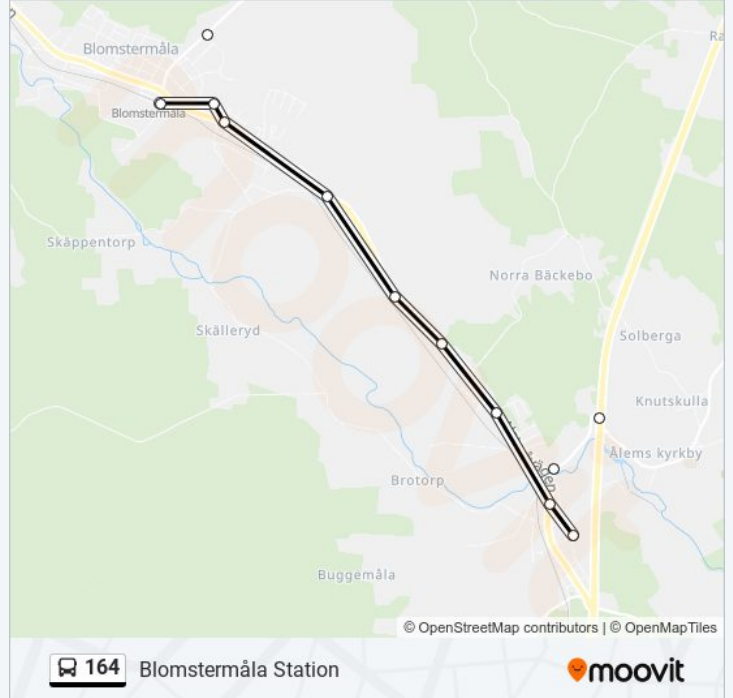 Blomstermåla
Ra
Blomstermåla
Skäppentorp
Norra Bäckebo
Skälleryd
Solberga
Knutskulla
Ålems kyrkby
Brotorp
Buggemåla
© OpenStreetMap contributors | © OpenMapTiles
164 Blomstermåla Station
moovit